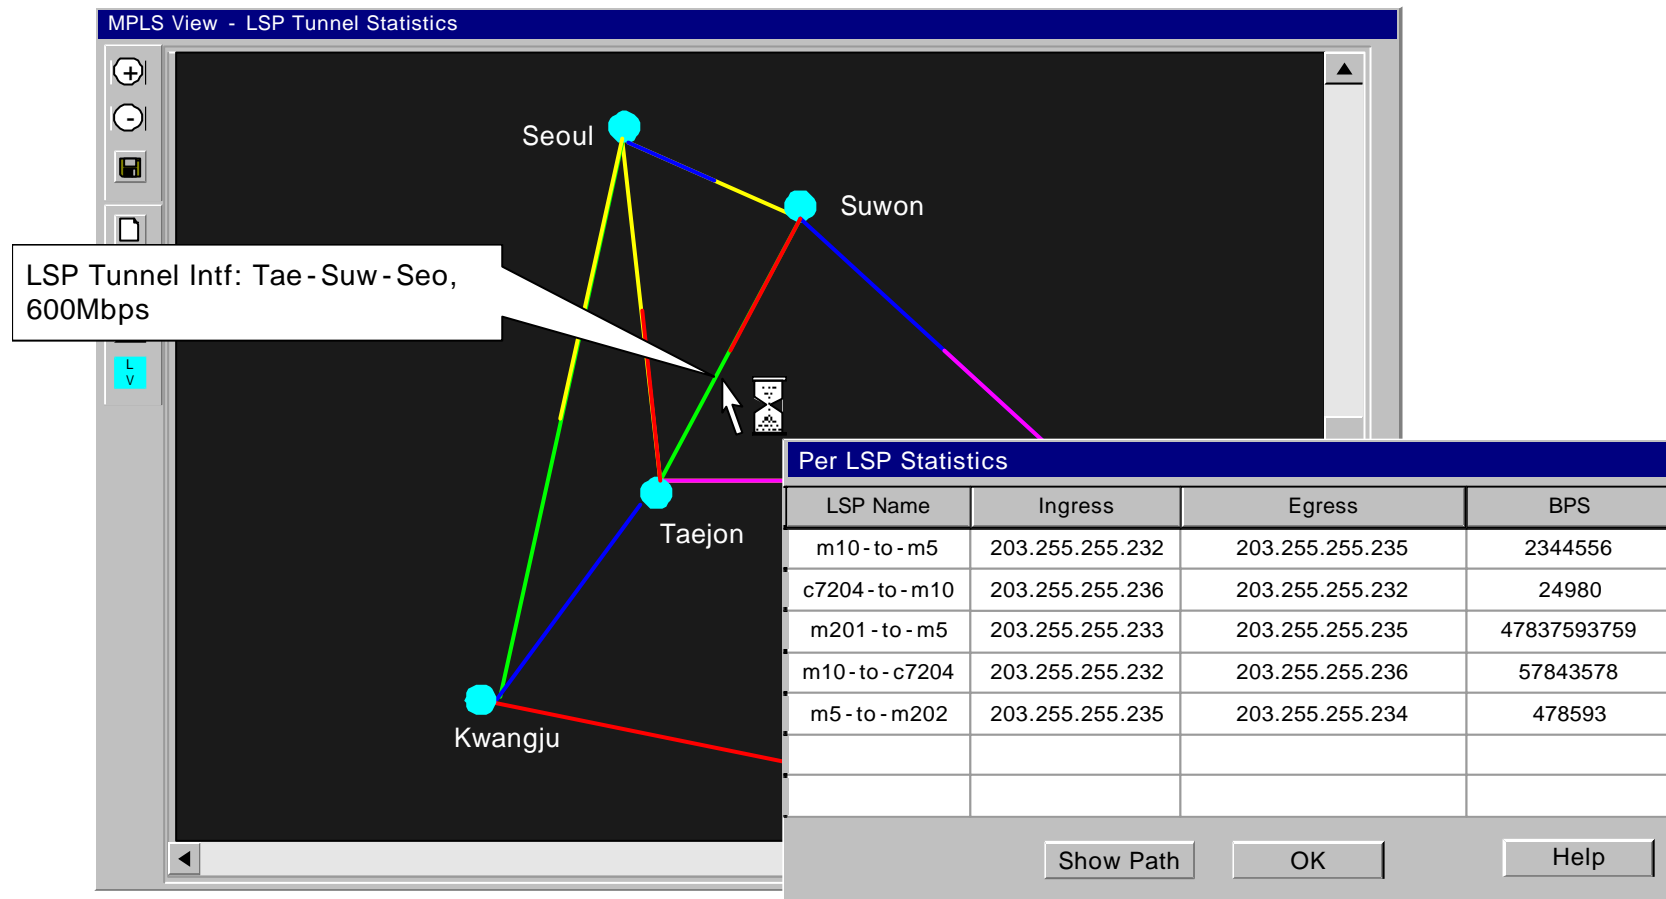 MPLS View - LSP Tunnel Statistics
+
-
Seoul
Suwon
LSP Tunnel Intf: Tae-Suw-Seo,
600Mbps
L
V
Taejon
Kwangju
Per LSP Statistics
LSP Name Ingress Egress BPS
m10-to-m5 203.255.255.232 203.255.255.235 2344556
c7204-to-m10 203.255.255.236 203.255.255.232 24980
m201-to-m5 203.255.255.233 203.255.255.235 47837593759
m10-to-c7204 203.255.255.232 203.255.255.236 57843578
m5-to-m202 203.255.255.235 203.255.255.234 478593
Show Path OK Help